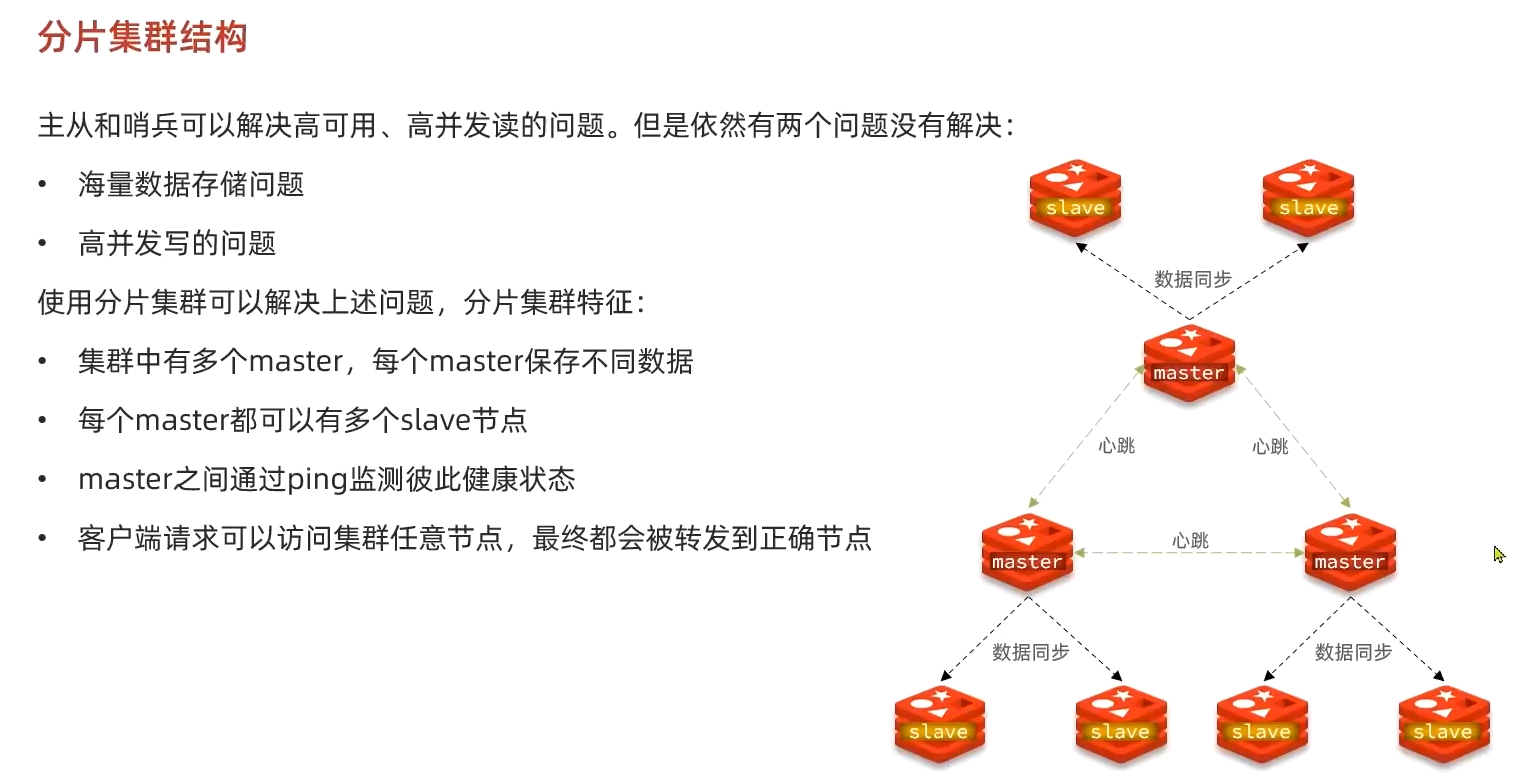 分片集群结构
主从和哨兵可以解决高可用、高并发读的问题。但是依然有两个问题没有解决：
• 海量数据存储问题
• 高并发写的问题
使用分片集群可以解决上述问题，分片集群特征：
• 集群中有多个master，每个master保存不同数据
• 每个master都可以有多个slave节点
• master之间通过ping监测彼此健康状态
• 客户端请求可以访问集群任意节点，最终都会被转发到正确节点
slave
slave
数据同步
master
心跳
心跳
心跳
master
master
数据同步
数据同步
slave
slave
slave
slave